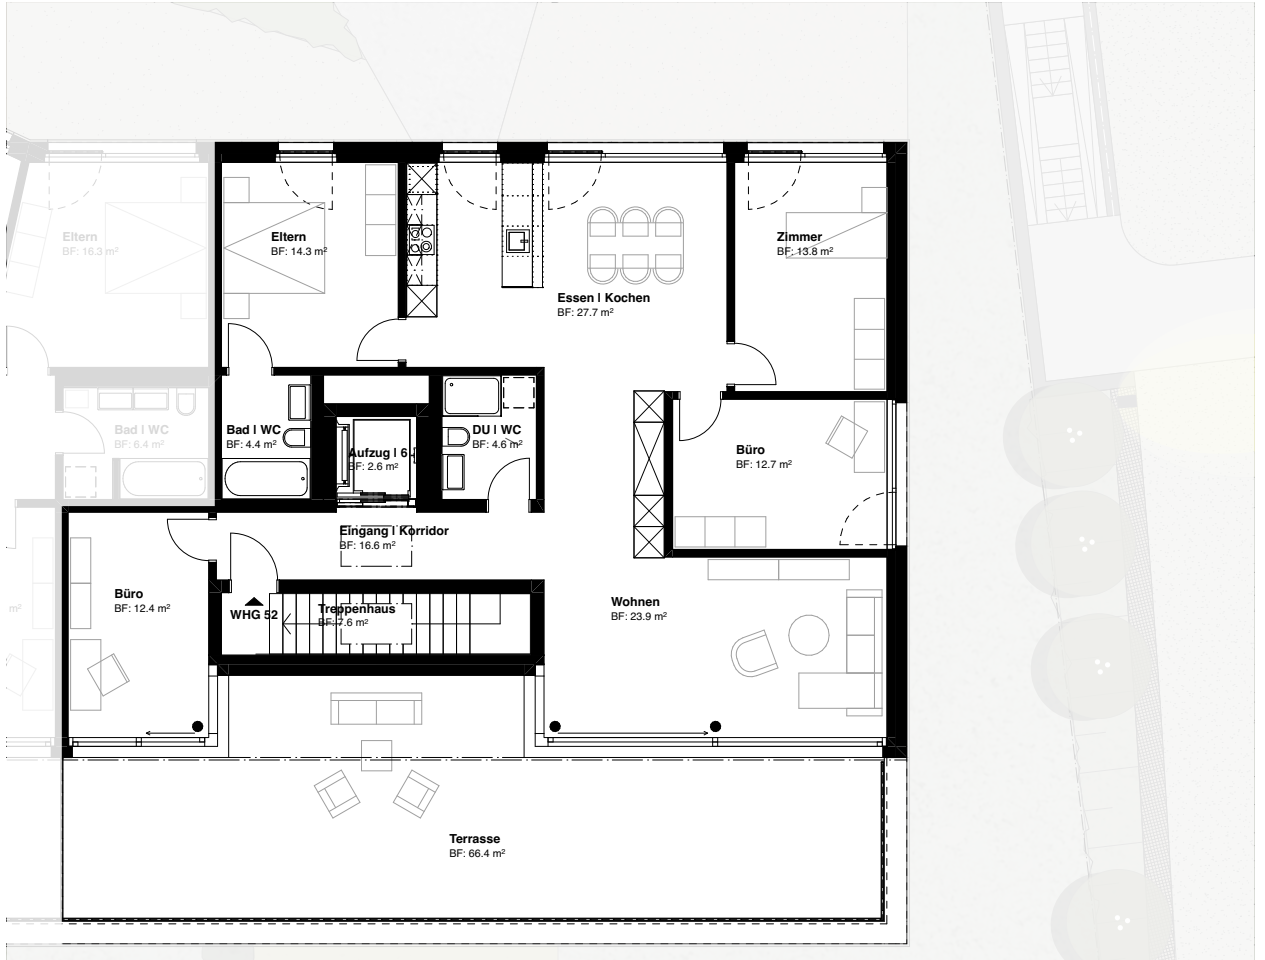 Eltern
BF: 16.3 m²
Eltern
BF: 14.3 m²
Zimmer
BF: 13.8 m²
Essen | Kochen
BF: 27.7 m²
Bad | WC
BF: 6.4 m²
Bad | WC
BF: 4.4 m²
Aufzug | 6
BF: 2.6 m²
DU | WC
BF: 4.6 m²
Büro
BF: 12.7 m²
Eingang | Korridor
BF: 16.6 m²
m²
Büro
BF: 12.4 m²
WHG 52
Treppenhaus
BF: 7.6 m²
Wohnen
BF: 23.9 m²
Terrasse
BF: 66.4 m²